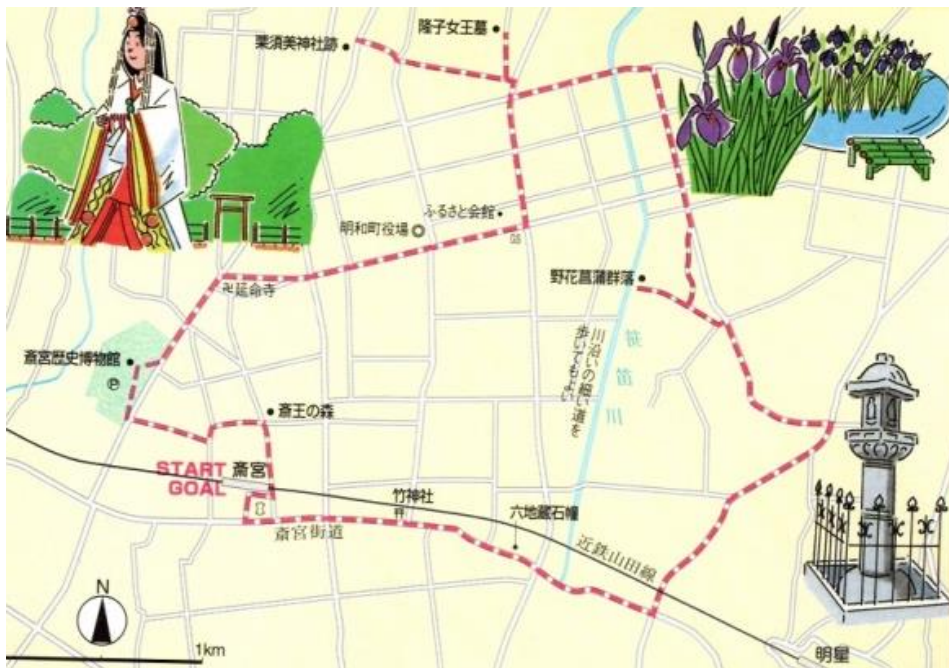 業須美神社跡
隆子女王墓
ふるさと会館
明和町役場
GS
卍延命寺
野花菖蒲群落
川沿いの細い道を
歩いてもよい
笹笛川
斎宮歴史博物館
P
斎王の森
START
GOAL
斎宮
竹神社
六地蔵石幢
斎宮街道
近鉄山田線
N
1km
明星